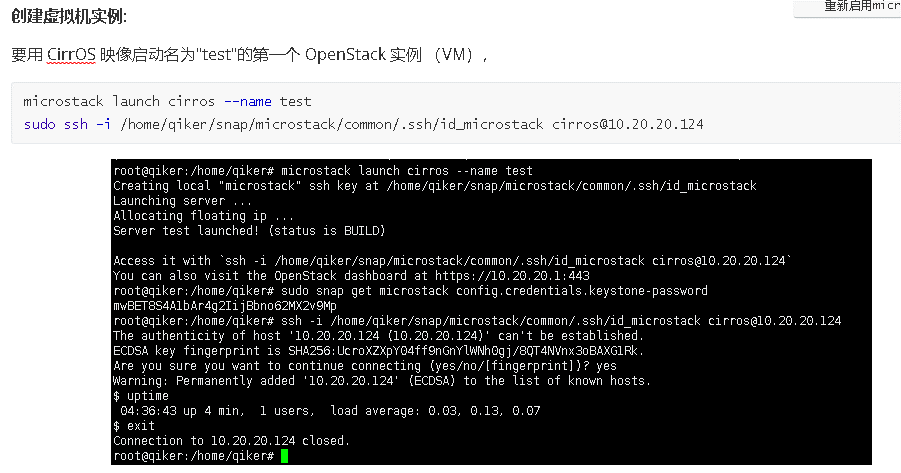 重新启用micr
创建虚拟机实例:
要用 CirrOS 映像启动名为"test"的第一个 OpenStack 实例 （VM）,
microstack launch cirros --name test
sudo ssh -i /home/qiker/snap/microstack/common/.ssh/id_microstack cirros@10.20.20.124
root@qiker:/home/qiker# microstack launch cirros --name test
Creating local "microstack" ssh key at /home/qiker/snap/microstack/common/.ssh/id_microstack
Launching server ...
Allocating floating ip ...
Server test launched! (status is BUILD)
Access it with `ssh -i /home/qiker/snap/microstack/common/.ssh/id_microstack cirros@10.20.20.124`
You can also visit the OpenStack dashboard at https://10.20.20.1:443
root@qiker:/home/qiker# sudo snap get microstack config.credentials.keystone-password
mwBET8S4AlbAr4g2IijBbno62MX2v9Mp
root@qiker:/home/qiker# ssh -i /home/qiker/snap/microstack/common/.ssh/id_microstack cirros@10.20.20.124
The authenticity of host '10.20.20.124 (10.20.20.124)' can't be established.
ECDSA key fingerprint is SHA256:UcroXZXpY04ff9nGnYlWNhOgj/8QT4NVnx3oBAXG1Rk.
Are you sure you want to continue connecting (yes/no/[fingerprint])? yes
Warning: Permanently added '10.20.20.124' (ECDSA) to the list of known hosts.
$ uptime
04:36:43 up 4 min,  1 users,  load average: 0.03, 0.13, 0.07
$ exit
Connection to 10.20.20.124 closed.
root@qiker:/home/qiker#